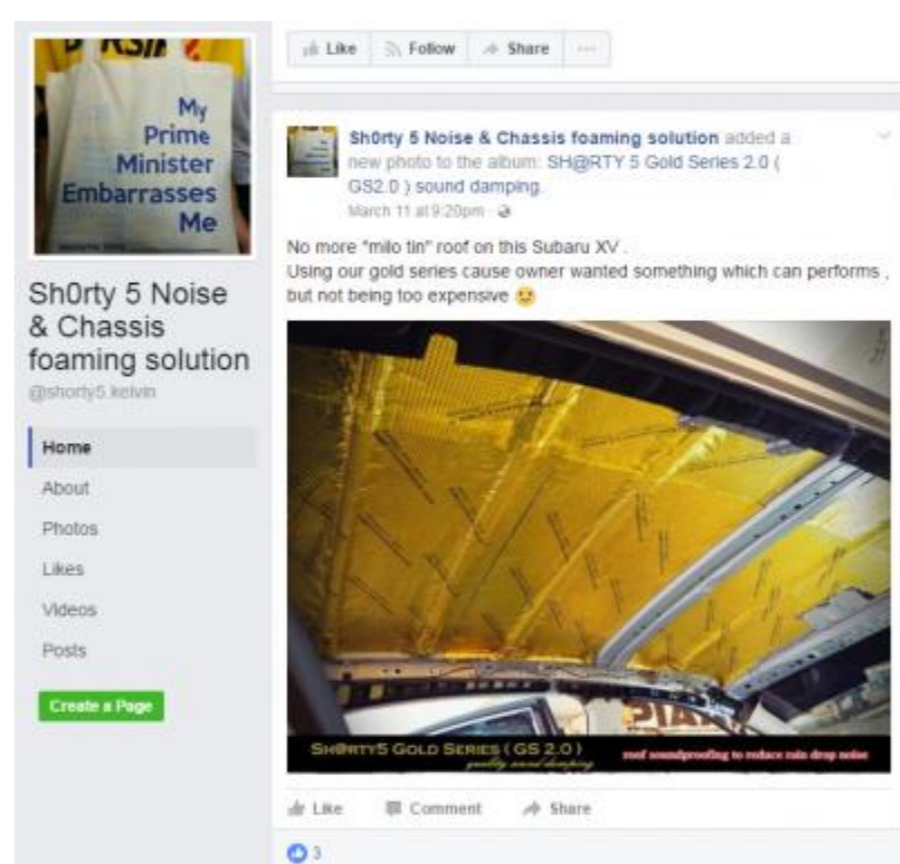 My
Prime
Minister
Embarrasses
Me
Sh0rty 5 Noise
& Chassis
foaming solution
@shorty5.kelvin
Home
About
Photos
Likes
Videos
Posts
Create a Page
Like Follow Share
Sh0rty 5 Noise & Chassis foaming solution added a
new photo to the album: SH@RTY 5 Gold Series 2.0 (
GS2.0 ) sound damping.
March 11 at 9:20pm
No more "milo tin" roof on this Subaru XV .
Using our gold series cause owner wanted something which can performs ,
but not being too expensive
SH@RTY5 GOLD SERIES ( GS 2.0 )
quality sound damping
roof soundproofing to reduce rain drop noise
Like Comment Share
3